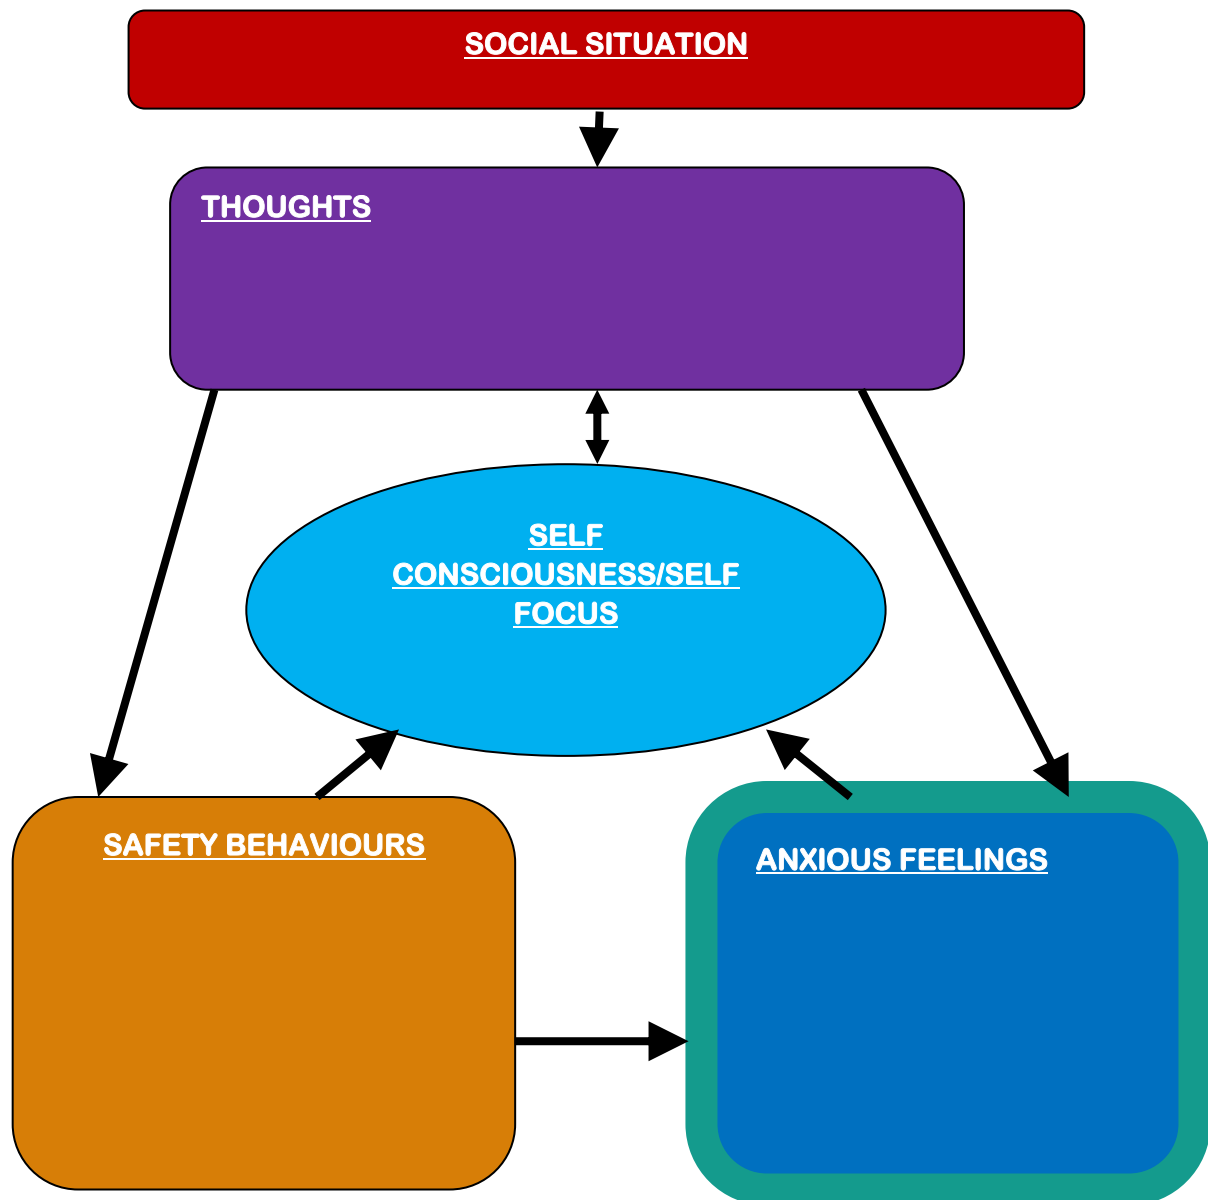 SOCIAL SITUATION
THOUGHTS
SELF
CONSCIOUSNESS/SELF
FOCUS
SAFETY BEHAVIOURS
ANXIOUS FEELINGS